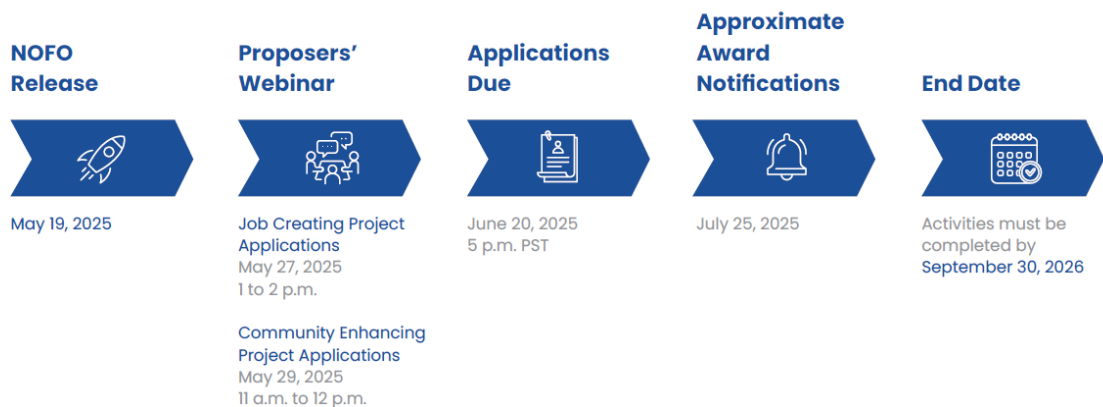 NOFO
Release
May 19, 2025
Proposers’
Webinar
Job Creating Project
Applications
May 27, 2025
1 to 2 p.m.
Community Enhancing
Project Applications
May 29, 2025
11 a.m. to 12 p.m.
Applications
Due
June 20, 2025
5 p.m. PST
Approximate
Award
Notifications
July 25, 2025
End Date
Activities must be
completed by
September 30, 2026